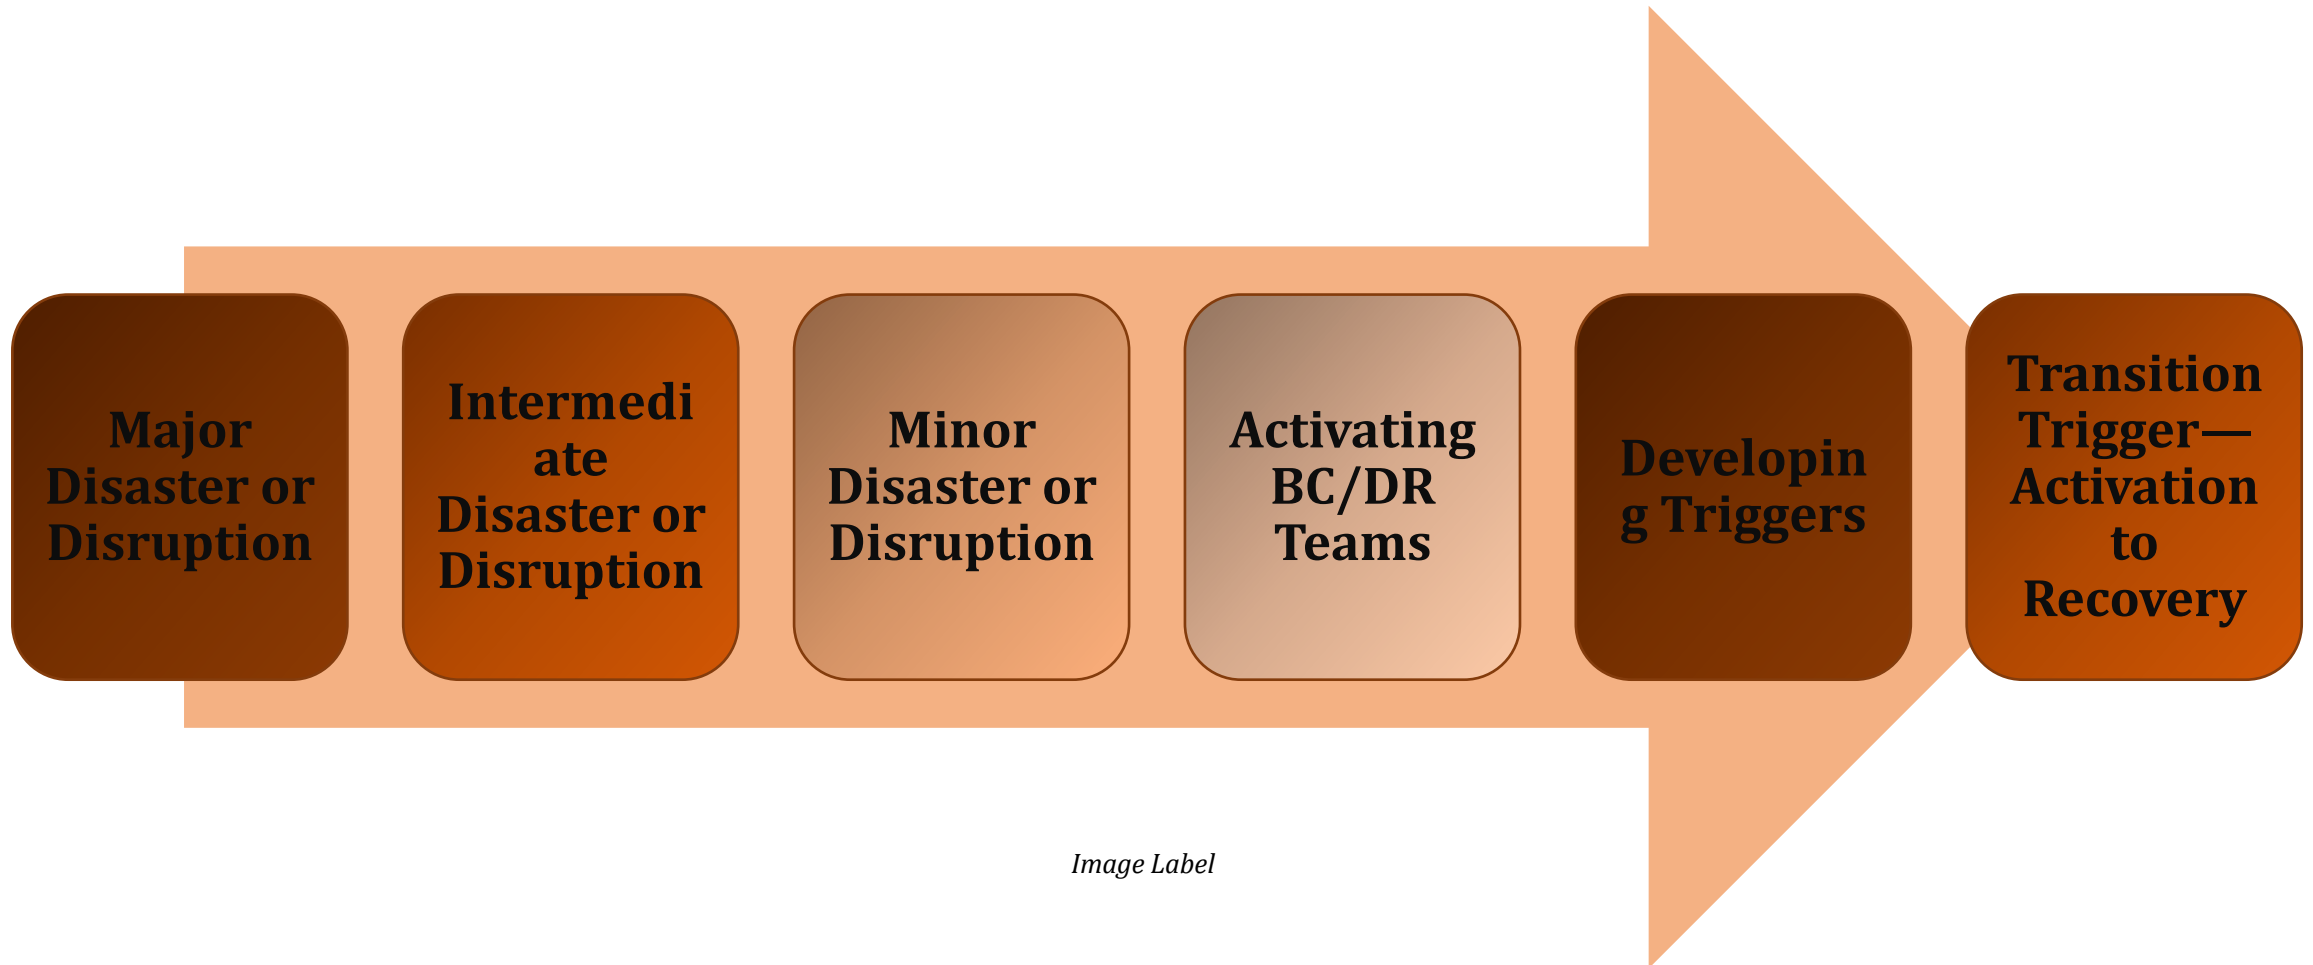 Major
Disaster or
Disruption
Intermedi
ate
Disaster or
Disruption
Minor
Disaster or
Disruption
Activating
BC/DR
Teams
Developin
g Triggers
Transition
Trigger—
Activation
to
Recovery
Image Label